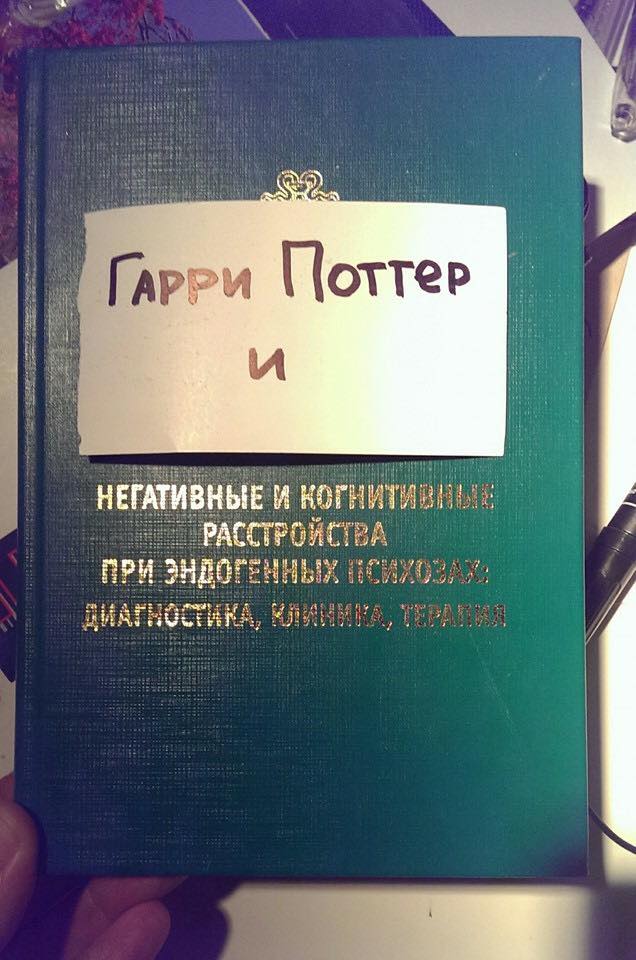 Гарри Поттер
и
НЕГАТИВНЫЕ И КОГНИТИВНЫЕ
РАССТРОЙСТВА
ПРИ ЭНДОГЕННЫХ ПСИХОЗАХ:
ДИАГНОСТИКА, КЛИНИКА, ТЕРАПИЯ